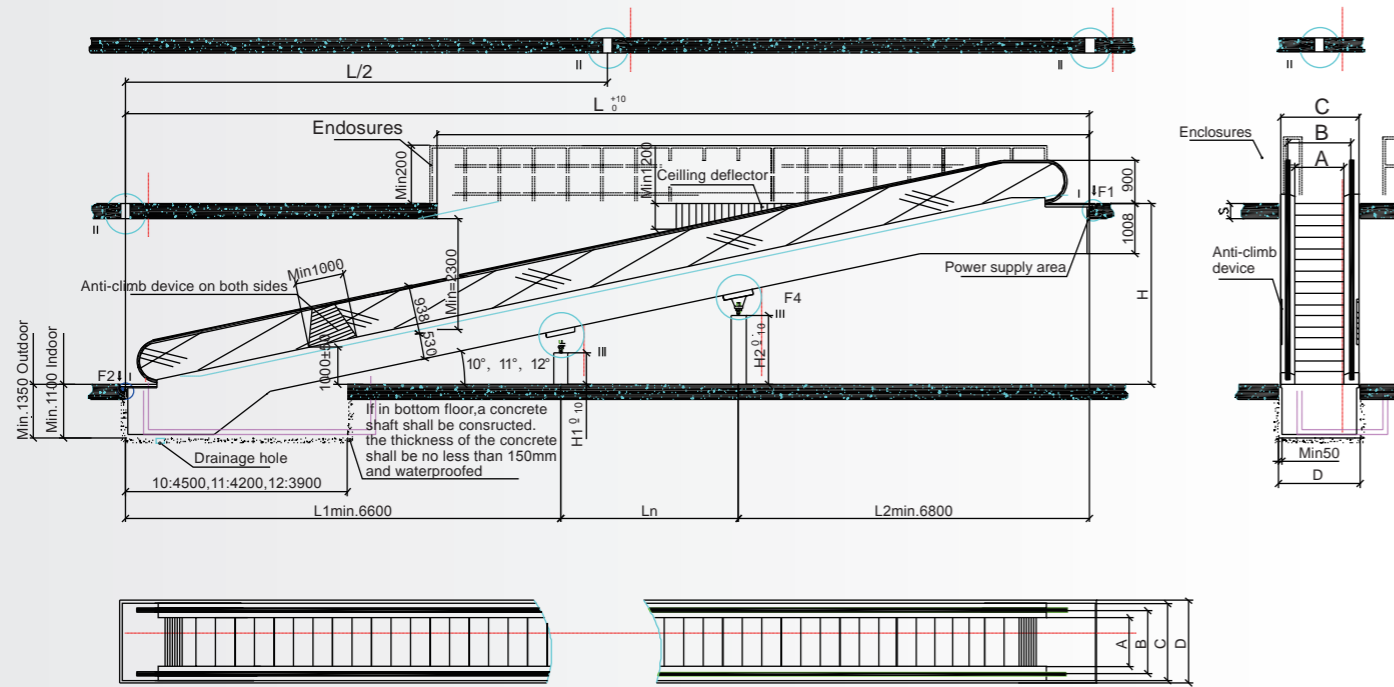 II
II
II
L/2
L +10 0
C
Endosures
Enclosures
B
Min200
Min1200
A
Ceilling deflector
900
I
F1
II
S
1008
Min1000
Min=2300
Anti-climb
device
Power supply area
Anti-climb device on both sides
938
F4
H
III
530
H2 0 -10
1000±50
III
10°, 11°, 12°
Min.1350 Outdoor
Min.1100 Indoor
F2
I
H1 0 -10
If in bottom floor,a concrete
shaft shall be consructed.
the thickness of the concrete
shall be no less than 150mm
and waterproofed
Drainage hole
Min50
D
10:4500,11:4200,12:3900
L1min.6600
Ln
L2min.6800
A
B
C
D